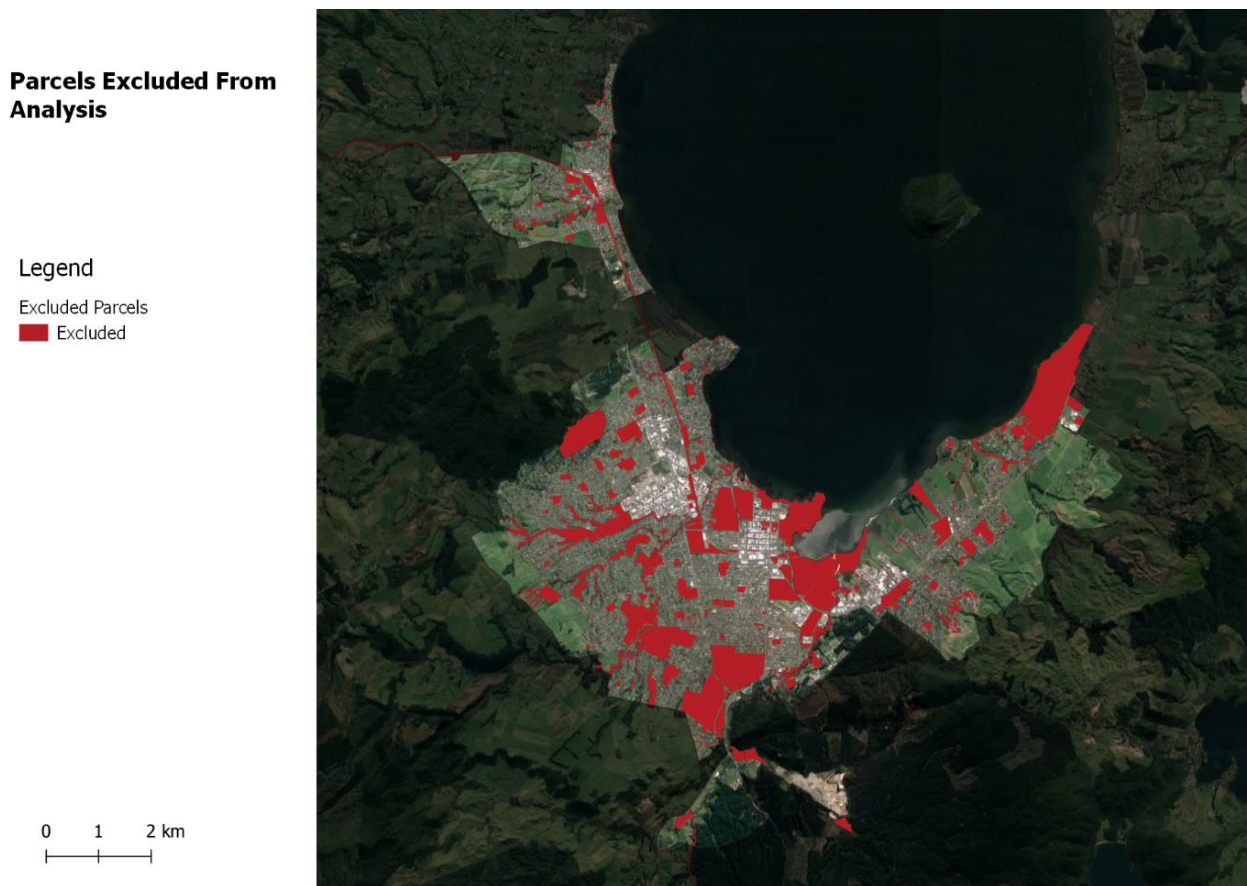 Parcels Excluded From
Analysis
Legend
Excluded Parcels
Excluded
0 1 2 km